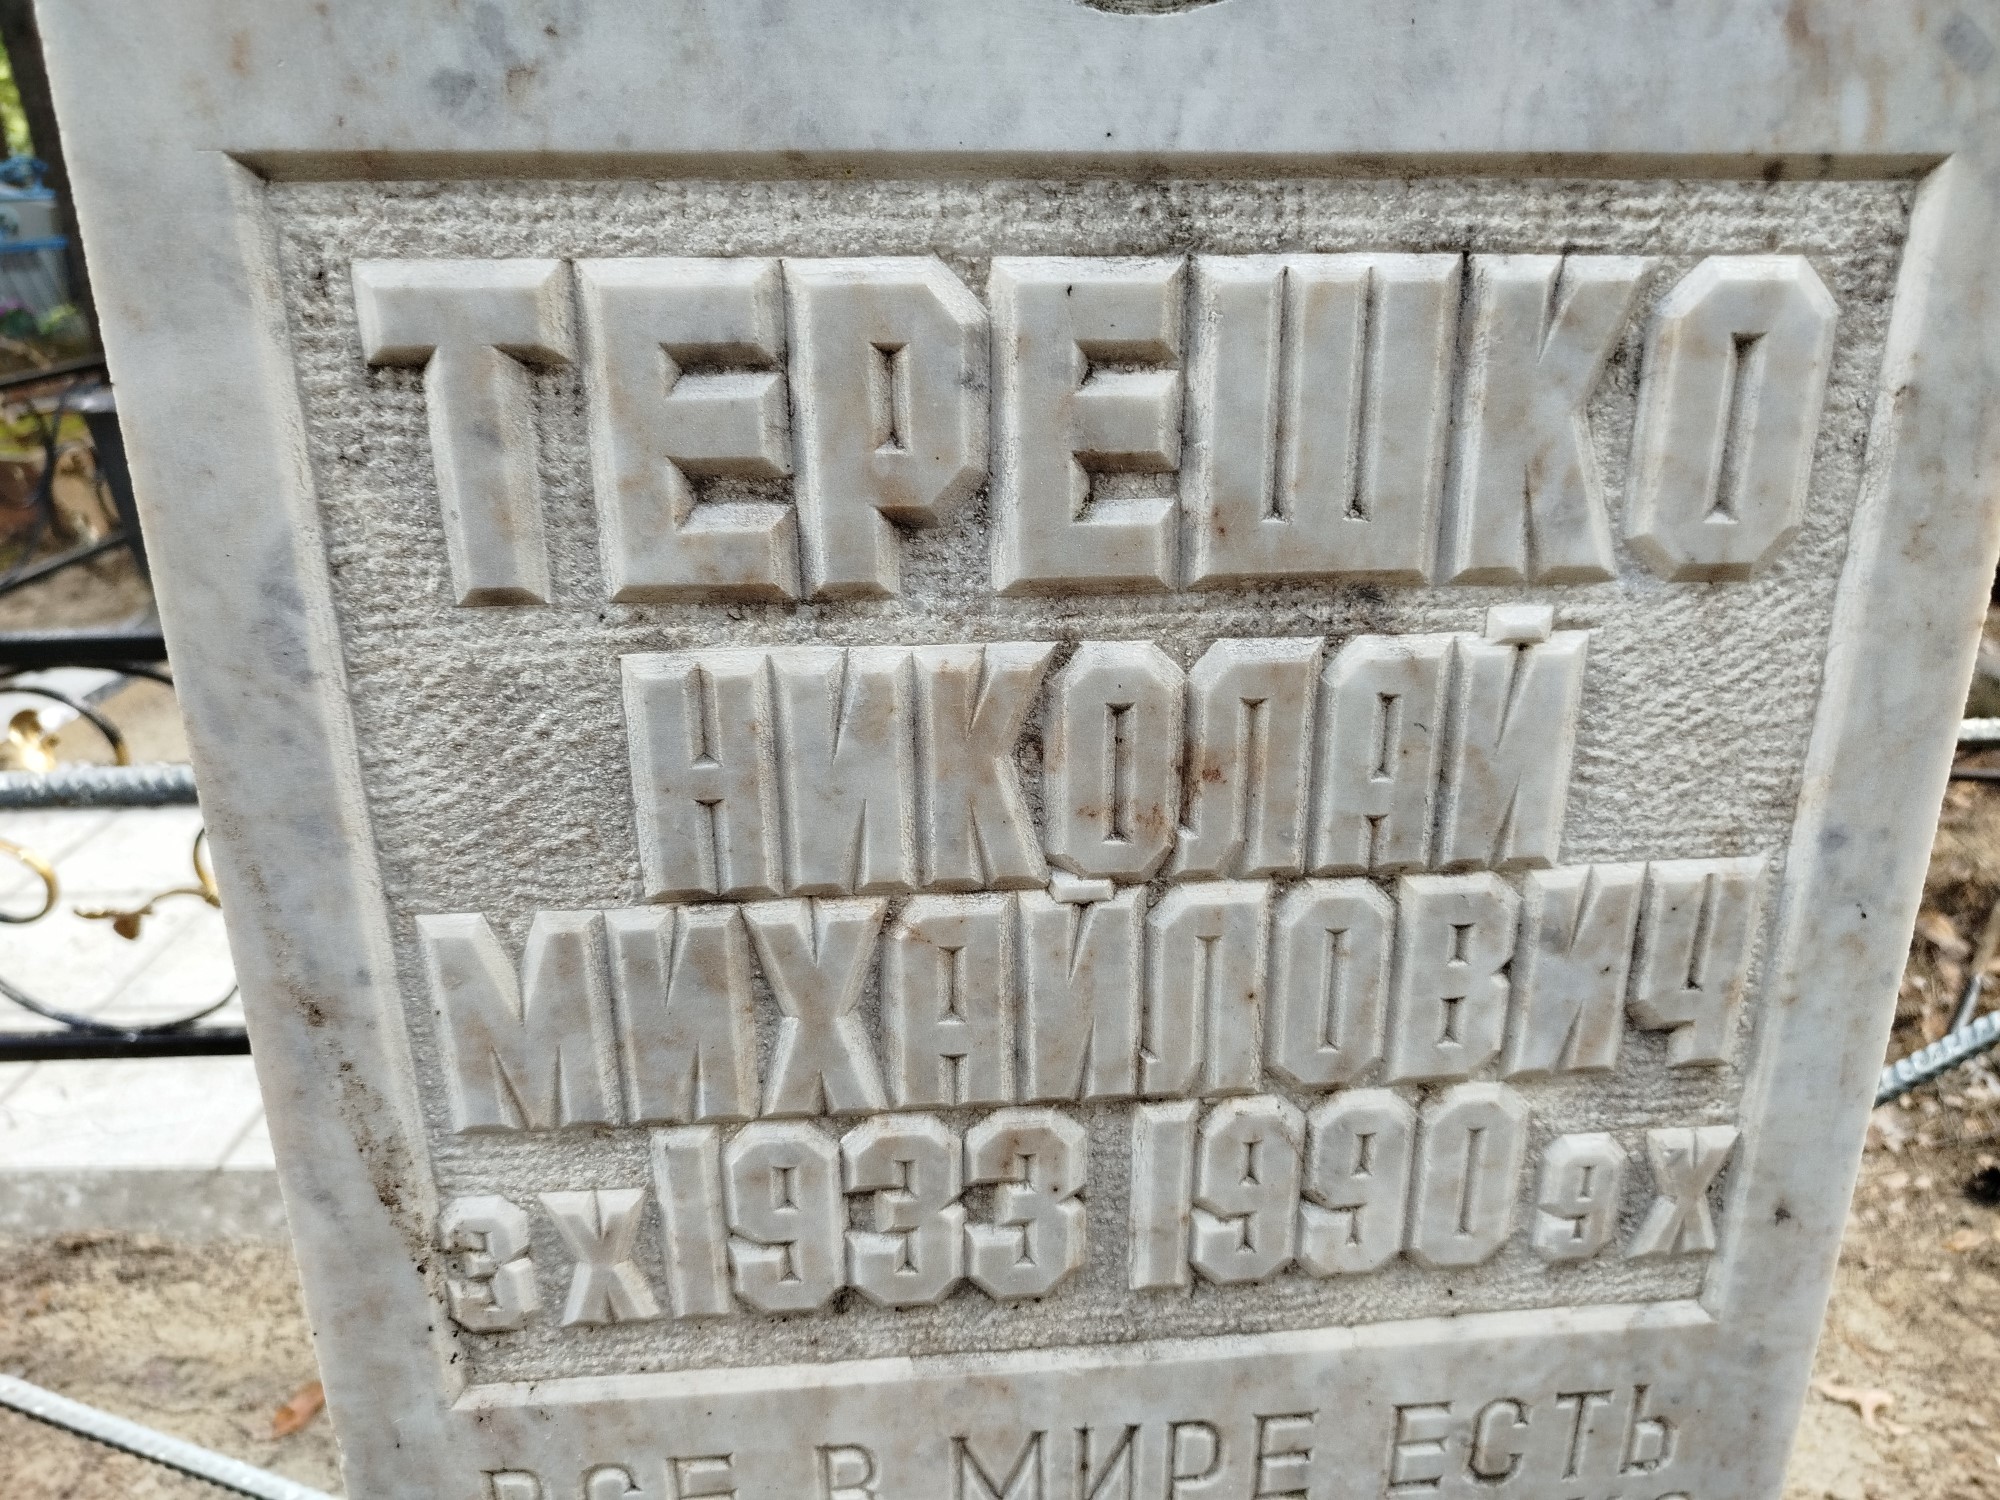 ТЕРЕШКО
НИКОЛАЙ
МИХАЙЛОВИЧ
3 X 1933 1990 9 X
ВСЕ В МИРЕ ЕСТЬ